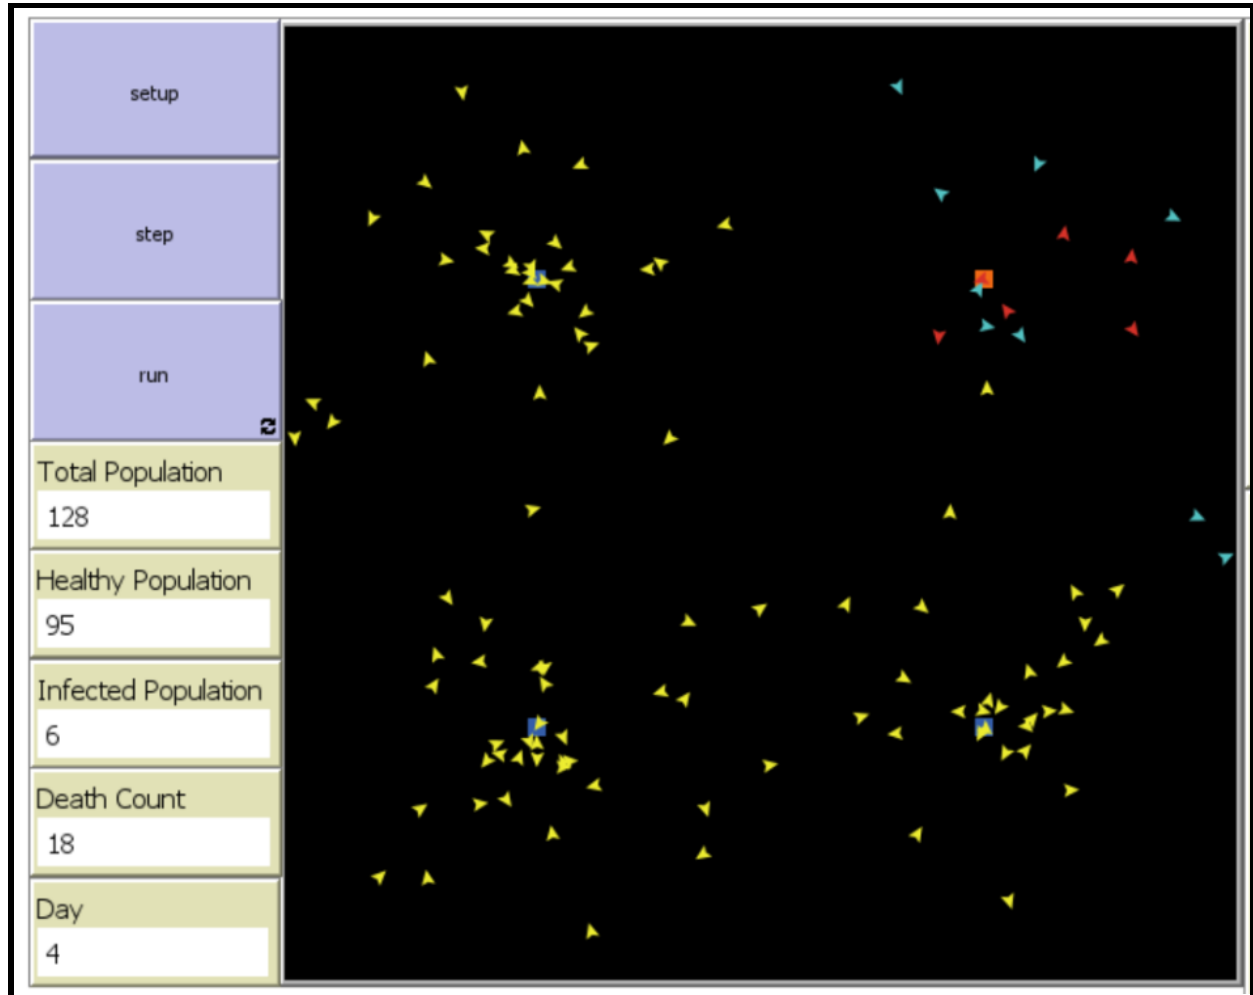 setup
step
run
Total Population
128
Healthy Population
95
Infected Population
6
Death Count
18
Day
4